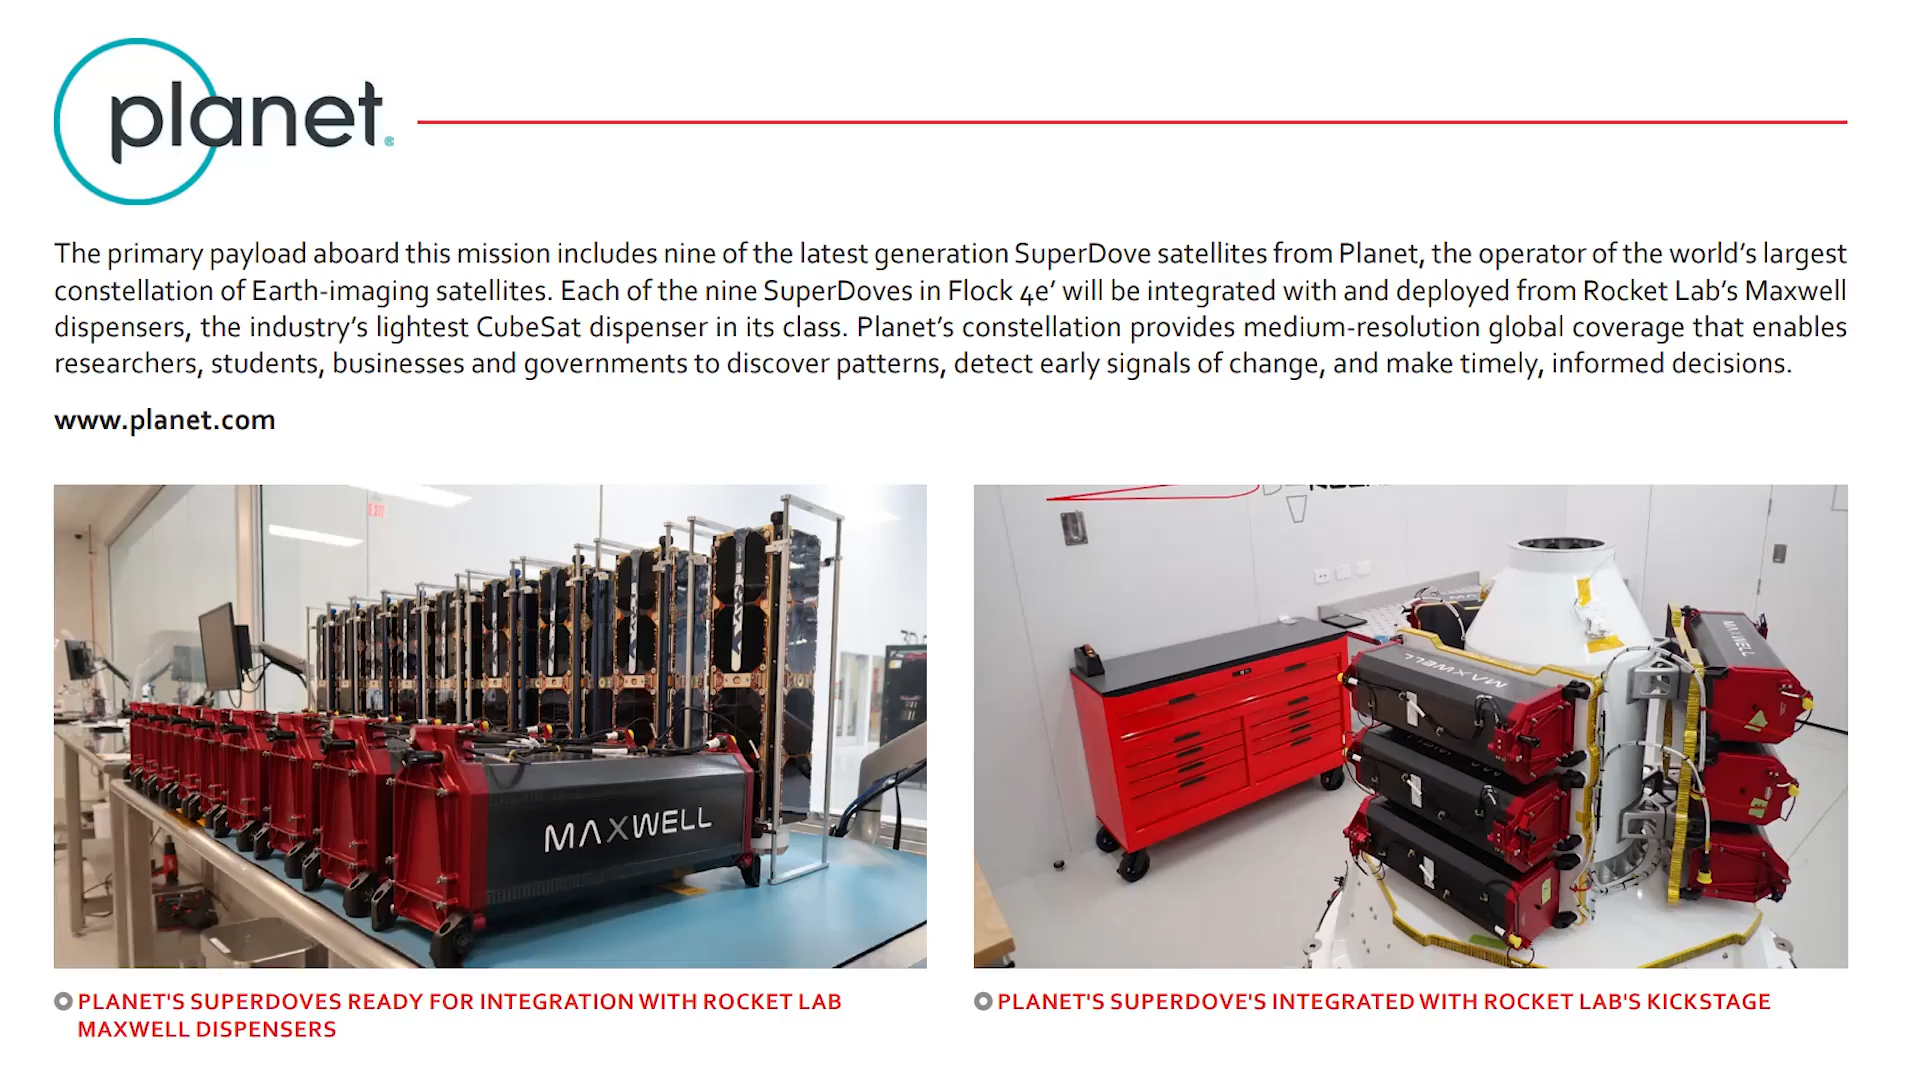 planet®
The primary payload aboard this mission includes nine of the latest generation SuperDove satellites from Planet, the operator of the world's largest
constellation of Earth-imaging satellites. Each of the nine SuperDoves in Flock 4e' will be integrated with and deployed from Rocket Lab's Maxwell
dispensers, the industry's lightest CubeSat dispenser in its class. Planet's constellation provides medium-resolution global coverage that enables
researchers, students, businesses and governments to discover patterns, detect early signals of change, and make timely, informed decisions.
www.planet.com
EXIT
MAXWELL
MAXWELL
MAXWELL
PLANET'S SUPERDOVES READY FOR INTEGRATION WITH ROCKET LAB
MAXWELL DISPENSERS
PLANET'S SUPERDOVE'S INTEGRATED WITH ROCKET LAB'S KICKSTAGE